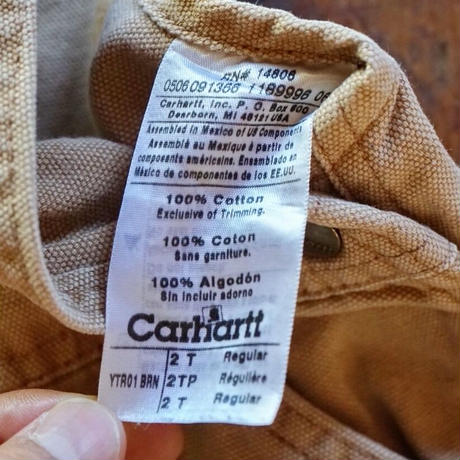 RN# 14806
0506091366 1189996 06
Carhartt, Inc. P. O. Box 600
Dearborn, MI 48121 USA
Assembled in Mexico of US Components
Assemblé au Mexique à partir de
composants américains. Ensamblado en
México de componentes de los EE.UU.
100% Cotton
Exclusive of Trimming.
100% Coton
Sans garniture.
100% Algodón
Sin incluir adorno
Carhartt
2 T Regular
YTR01 BRN 2TP Régulière
2 T Regular